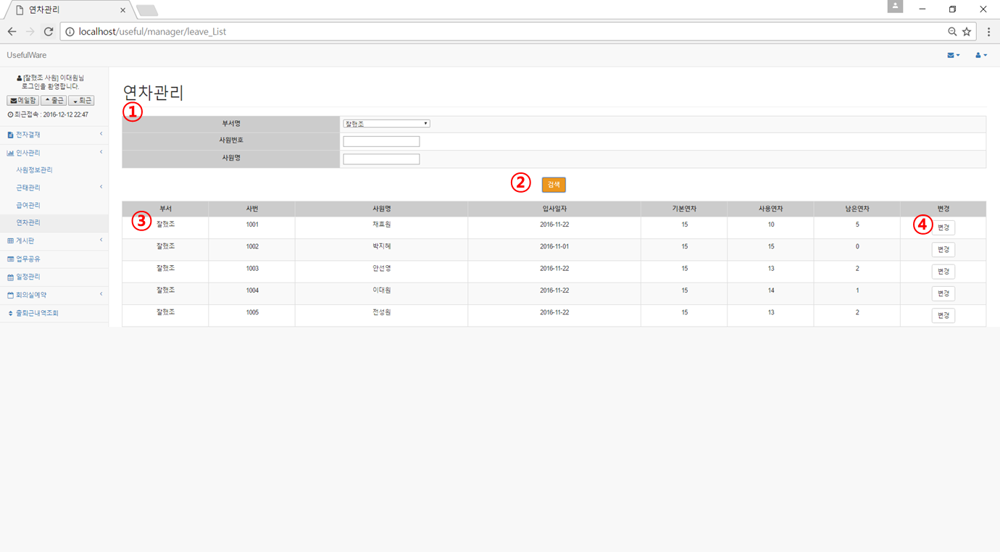 연차관리
localhost/useful/manager/leave_List
UsefulWare
[잘했조 사원] 이대원님
로그인을 환영합니다.
메일함 출근 퇴근
최근접속 : 2016-12-12 22:47
전자결재
인사관리
사원정보관리
근태관리
급여관리
연차관리
게시판
업무공유
일정관리
회의실예약
출퇴근내역조회
연차관리
①
부서명 잘했조
사원번호
사원명
② 검색
부서 사번 사원명 입사일자 기본연차 사용연차 남은연차 변경
③ 잘했조 1001 재효원 2016-11-22 15 10 5 ④ 변경
잘했조 1002 박지혜 2016-11-01 15 15 0 변경
잘했조 1003 안선영 2016-11-22 15 13 2 변경
잘했조 1004 이대원 2016-11-22 15 14 1 변경
잘했조 1005 전성원 2016-11-22 15 13 2 변경